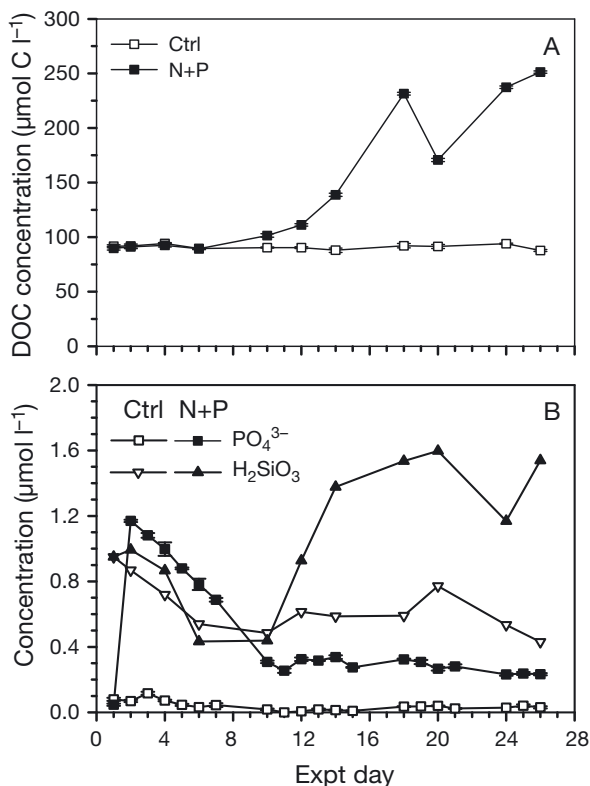 300
250
200
150
100
50
0
DOC concentration (µmol C l⁻¹)
Ctrl
N+P
A
2.0
1.6
1.2
0.8
0.4
0.0
Concentration (µmol l⁻¹)
Ctrl N+P
PO₄³⁻
H₂SiO₃
B
0 4 8 12 16 20 24 28
Expt day